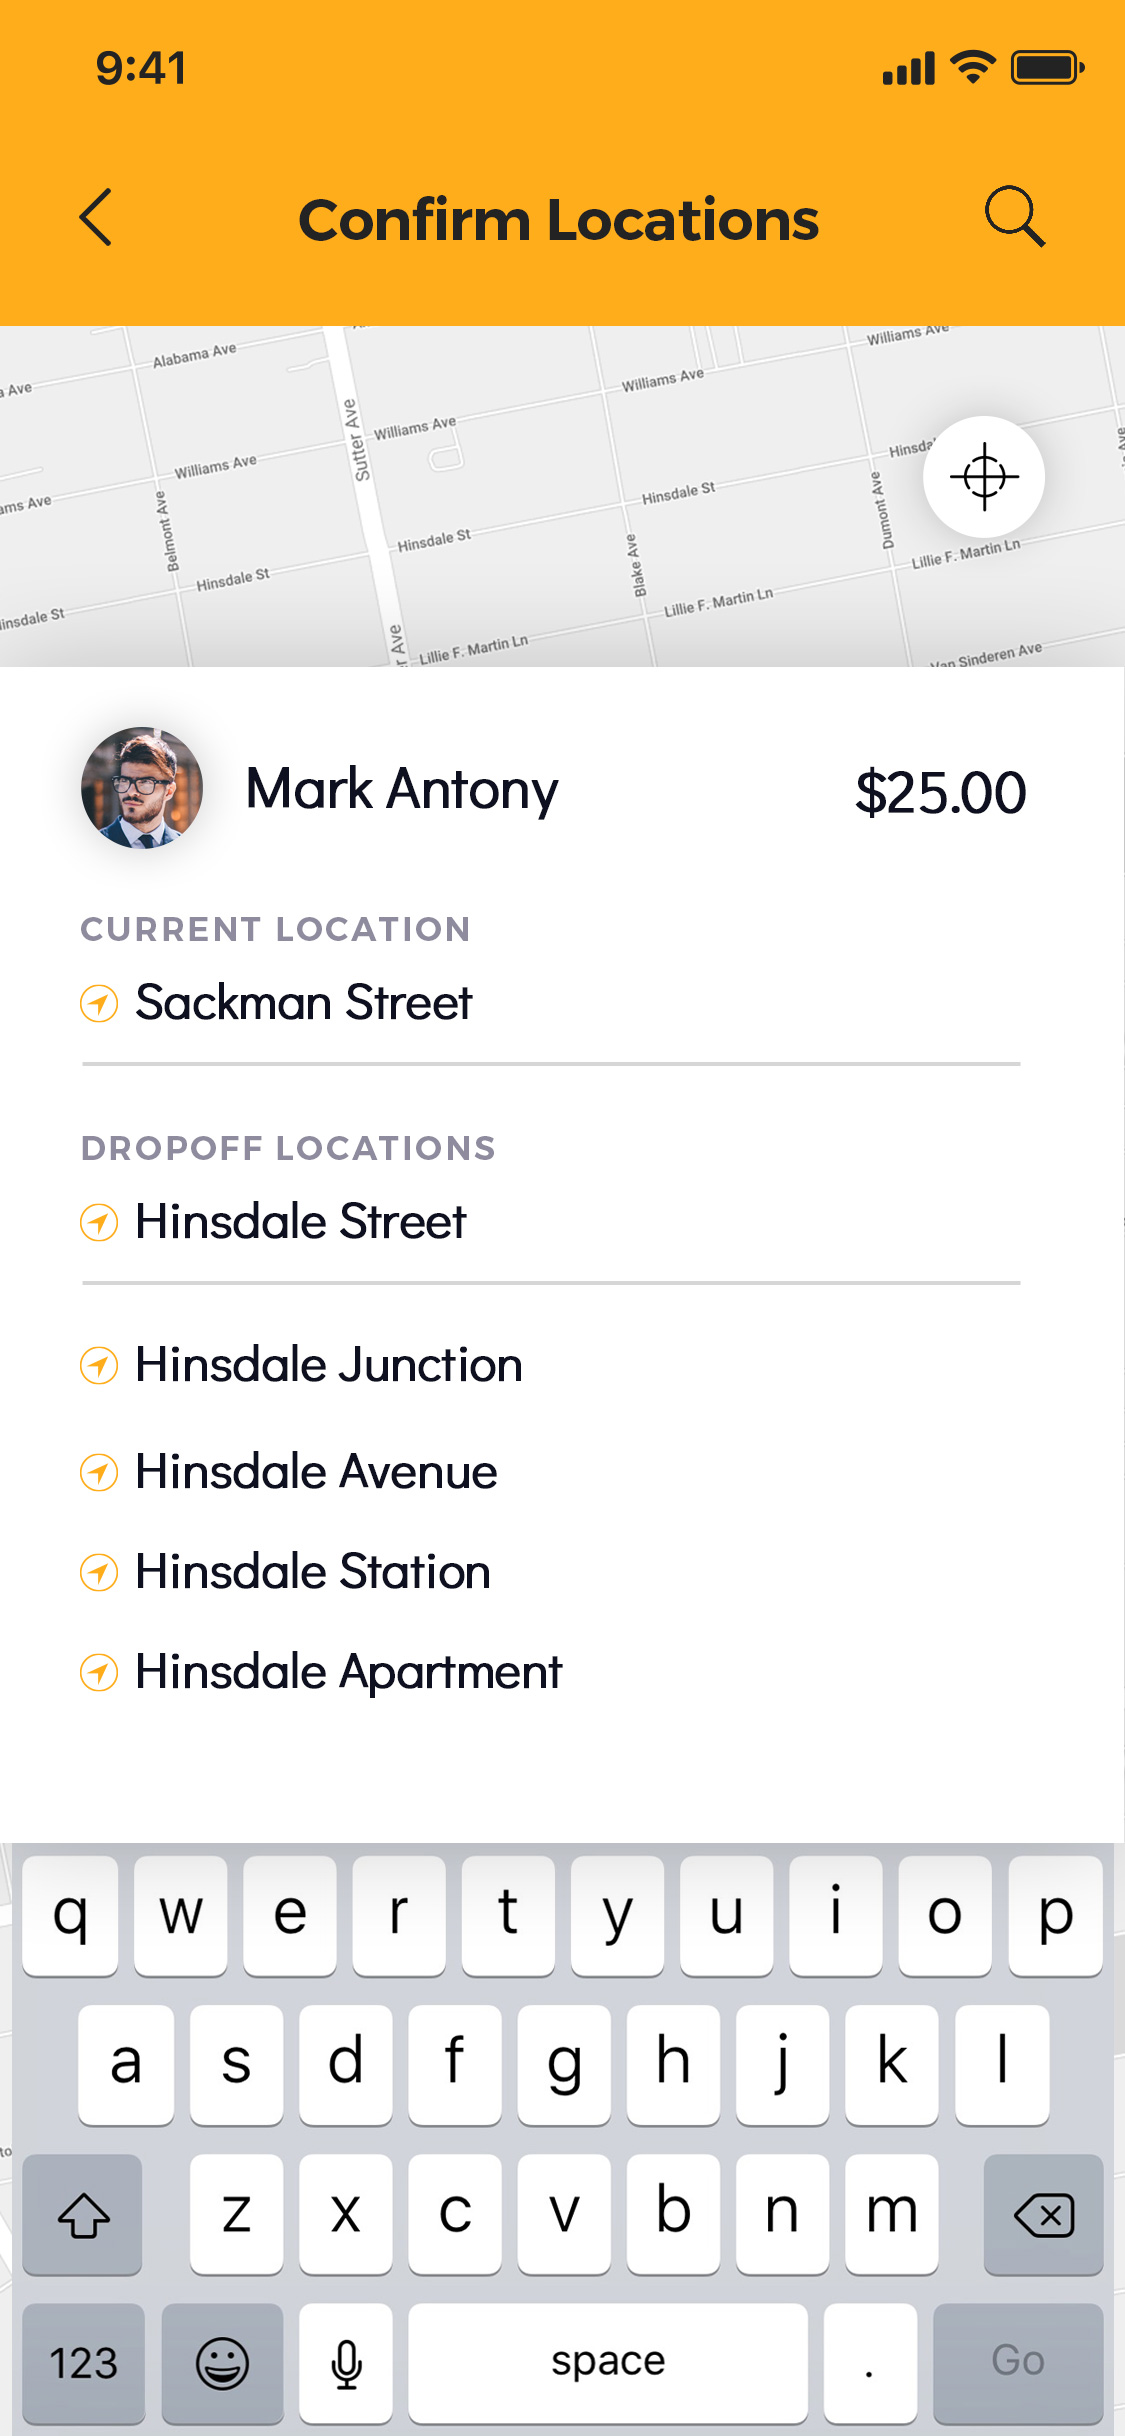 9:41
Confirm Locations
Williams Ave
Alabama Ave
Ave
Williams Ave
Sutter Ave
Williams Ave
Hinsdale St
Williams Ave
Ave
Belmont Ave
Hinsdale St
Dumont Ave
Hinsdale St
Blake Ave
Lillie F. Martin Ln
Hinsdale St
Lillie F. Martin Ln
Ave
Lillie F. Martin Ln
Van Sinderen Ave
Mark Antony
$25.00
CURRENT LOCATION
Sackman Street
DROPOFF LOCATIONS
Hinsdale Street
Hinsdale Junction
Hinsdale Avenue
Hinsdale Station
Hinsdale Apartment
q w e r t y u i o p
a s d f g h j k l
z x c v b n m
123 space . Go